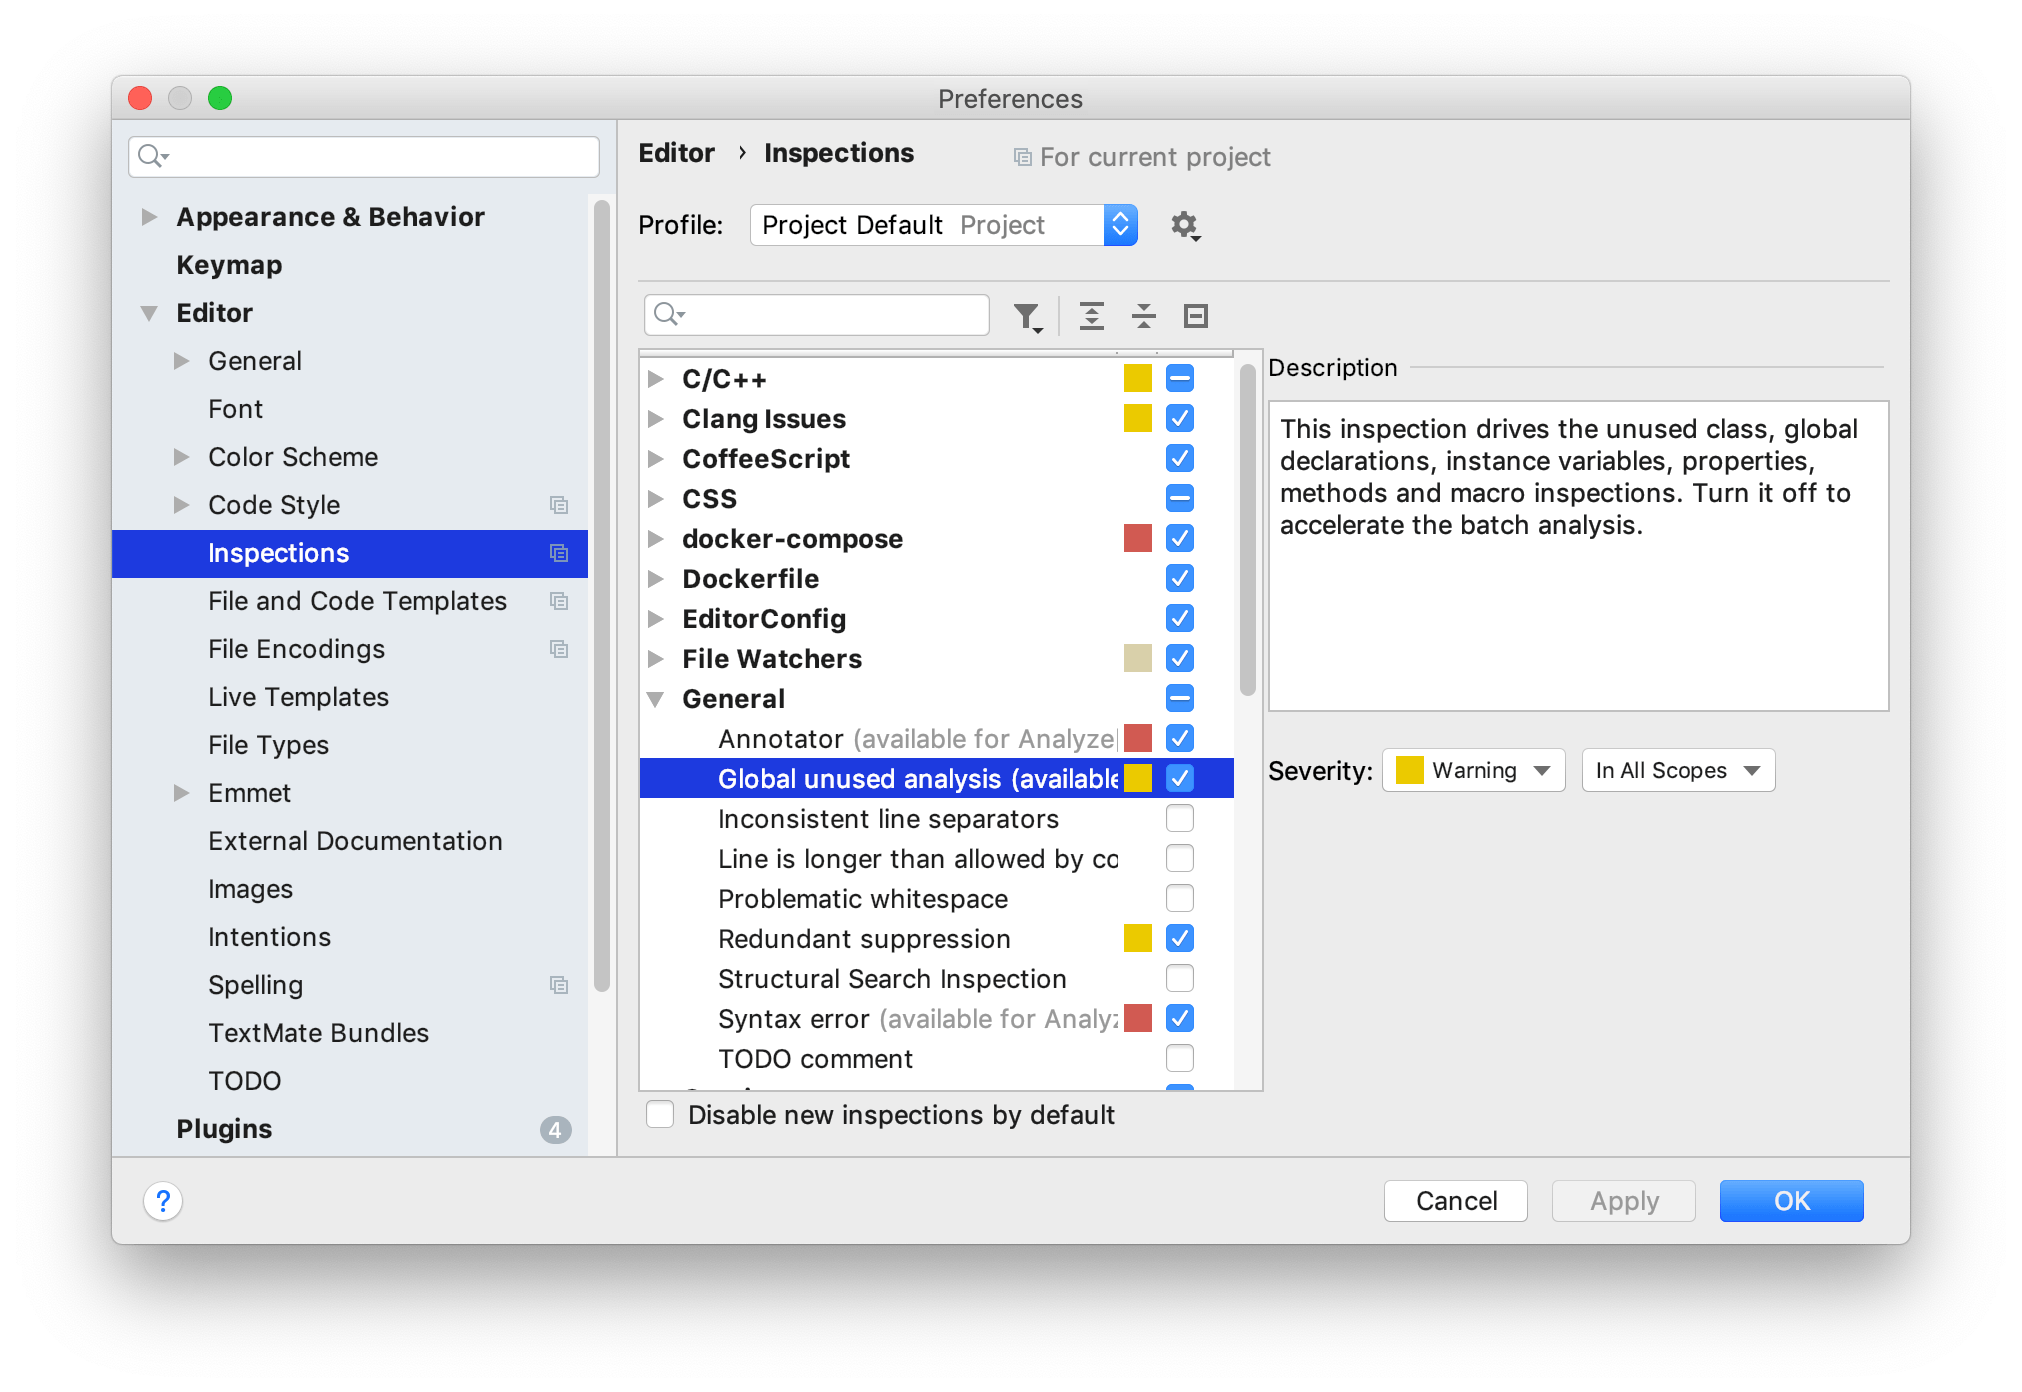 Preferences
Appearance & Behavior
Keymap
Editor
General
Font
Color Scheme
Code Style
Inspections
File and Code Templates
File Encodings
Live Templates
File Types
Emmet
External Documentation
Images
Intentions
Spelling
TextMate Bundles
TODO
Plugins 4
Editor › Inspections For current project
Profile: Project Default Project
C/C++
Clang Issues
CoffeeScript
CSS
docker-compose
Dockerfile
EditorConfig
File Watchers
General
Annotator (available for Analyze
Global unused analysis (available
Inconsistent line separators
Line is longer than allowed by co
Problematic whitespace
Redundant suppression
Structural Search Inspection
Syntax error (available for Analyz
TODO comment
Disable new inspections by default
Description
This inspection drives the unused class, global
declarations, instance variables, properties,
methods and macro inspections. Turn it off to
accelerate the batch analysis.
Severity: Warning In All Scopes
? Cancel Apply OK